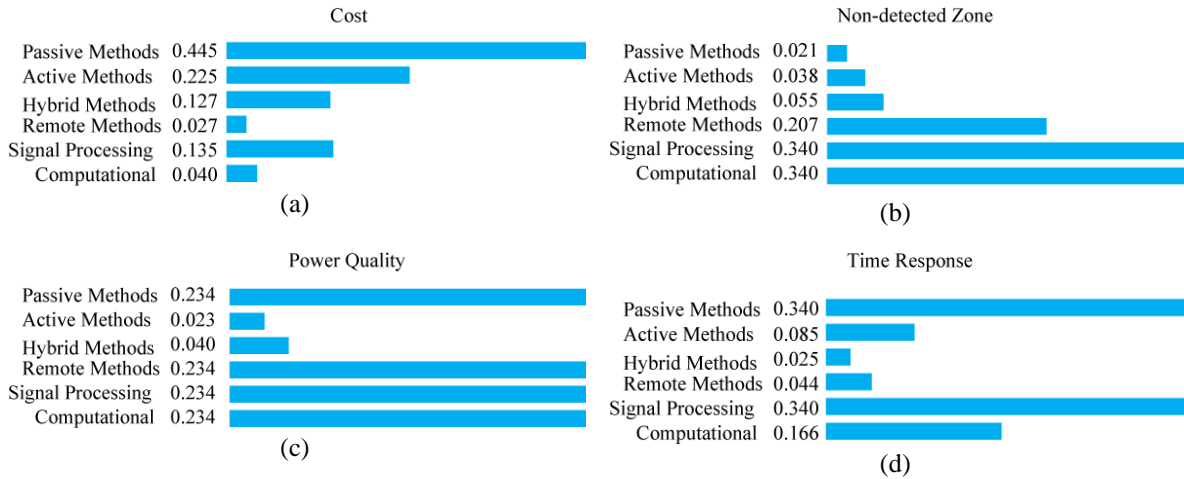 Cost
Passive Methods 0.445
Active Methods 0.225
Hybrid Methods 0.127
Remote Methods 0.027
Signal Processing 0.135
Computational 0.040
(a)
Non-detected Zone
Passive Methods 0.021
Active Methods 0.038
Hybrid Methods 0.055
Remote Methods 0.207
Signal Processing 0.340
Computational 0.340
(b)
Power Quality
Passive Methods 0.234
Active Methods 0.023
Hybrid Methods 0.040
Remote Methods 0.234
Signal Processing 0.234
Computational 0.234
(c)
Time Response
Passive Methods 0.340
Active Methods 0.085
Hybrid Methods 0.025
Remote Methods 0.044
Signal Processing 0.340
Computational 0.166
(d)